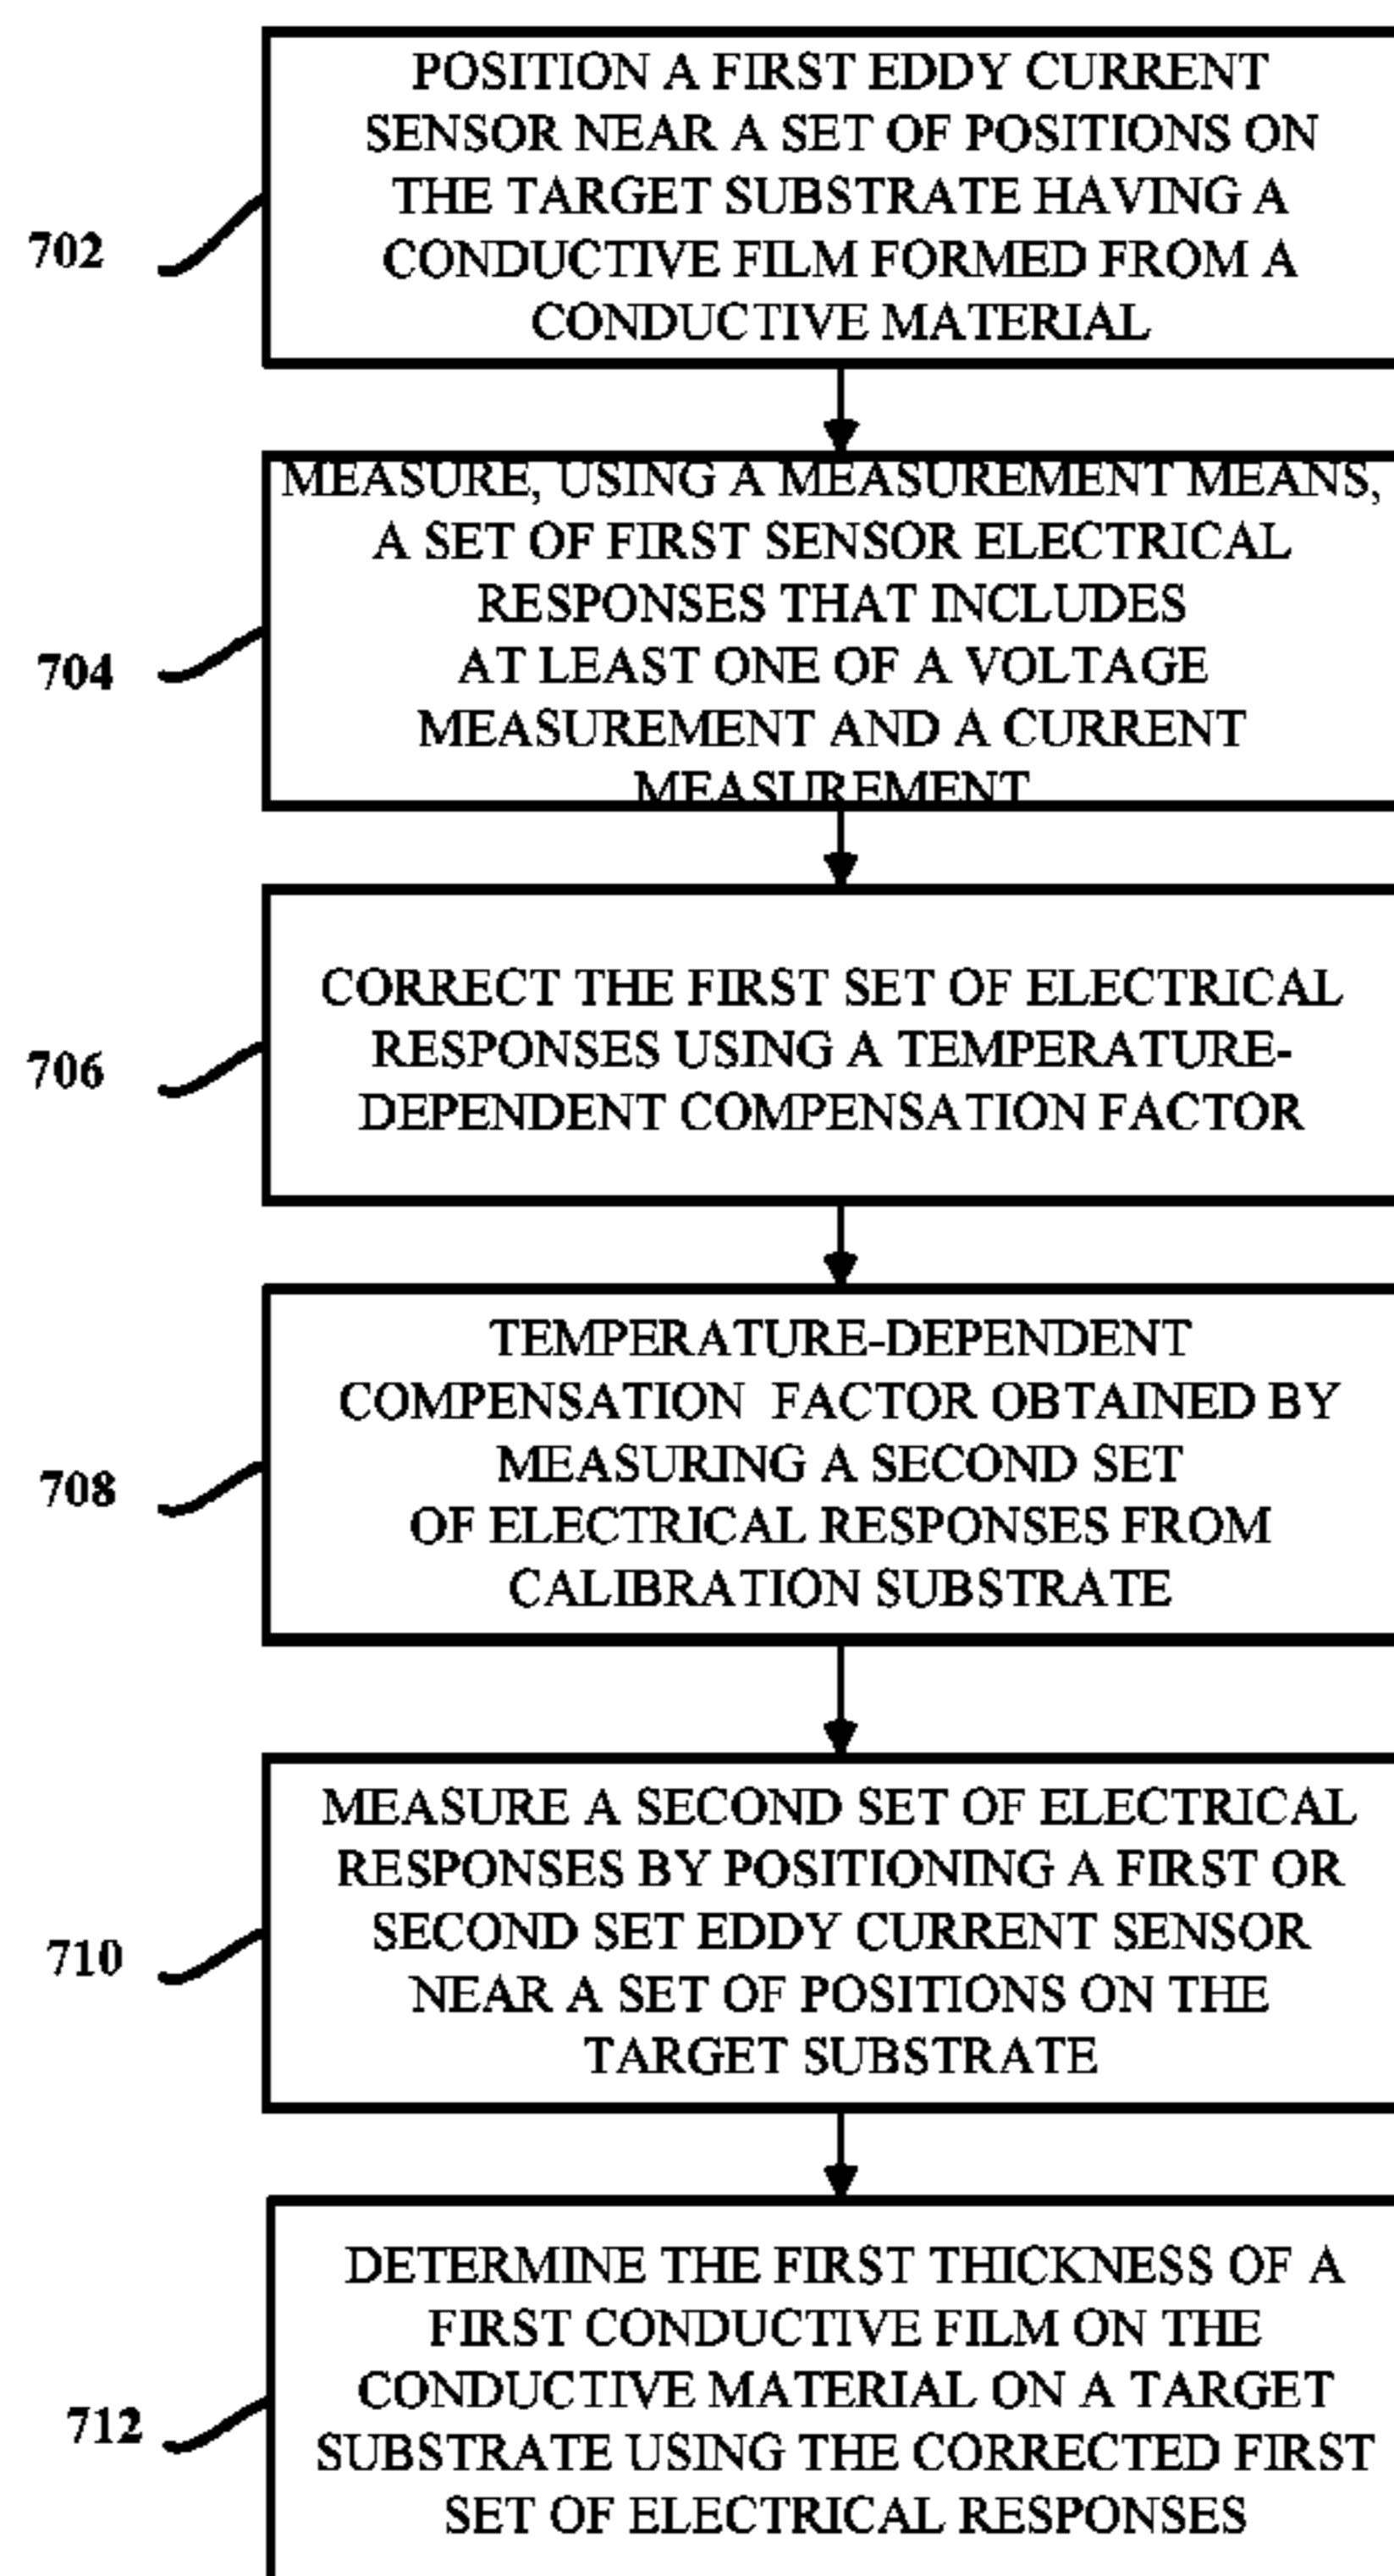 POSITION A FIRST EDDY CURRENT
SENSOR NEAR A SET OF POSITIONS ON
THE TARGET SUBSTRATE HAVING A
CONDUCTIVE FILM FORMED FROM A
CONDUCTIVE MATERIAL
702
MEASURE, USING A MEASUREMENT MEANS,
A SET OF FIRST SENSOR ELECTRICAL
RESPONSES THAT INCLUDES
AT LEAST ONE OF A VOLTAGE
MEASUREMENT AND A CURRENT
MEASUREMENT
704
CORRECT THE FIRST SET OF ELECTRICAL
RESPONSES USING A TEMPERATURE-
DEPENDENT COMPENSATION FACTOR
706
TEMPERATURE-DEPENDENT
COMPENSATION FACTOR OBTAINED BY
MEASURING A SECOND SET
OF ELECTRICAL RESPONSES FROM
CALIBRATION SUBSTRATE
708
MEASURE A SECOND SET OF ELECTRICAL
RESPONSES BY POSITIONING A FIRST OR
SECOND SET EDDY CURRENT SENSOR
NEAR A SET OF POSITIONS ON THE
TARGET SUBSTRATE
710
DETERMINE THE FIRST THICKNESS OF A
FIRST CONDUCTIVE FILM ON THE
CONDUCTIVE MATERIAL ON A TARGET
SUBSTRATE USING THE CORRECTED FIRST
SET OF ELECTRICAL RESPONSES
712